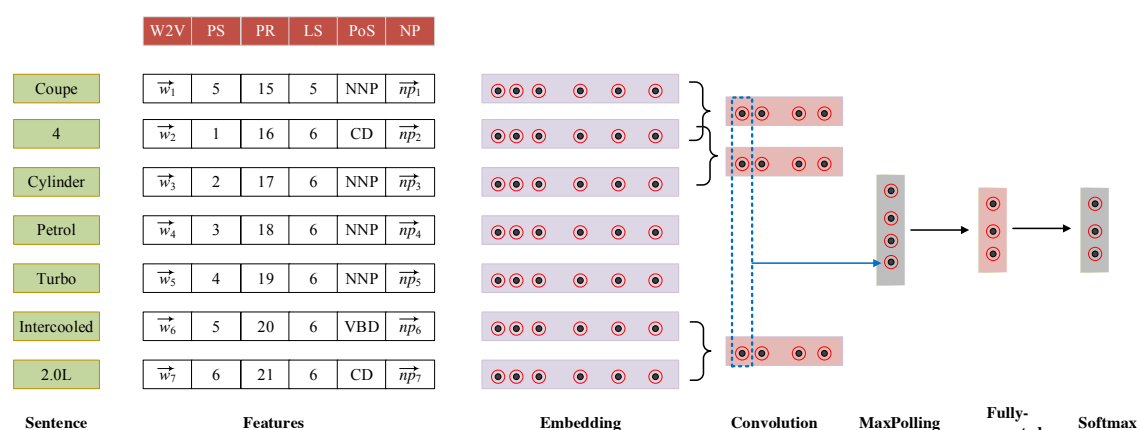 W2V PS PR LS PoS NP
Coupe w₁ 5 15 5 NNP np₁
4 w₂ 1 16 6 CD np₂
Cylinder w₃ 2 17 6 NNP np₃
Petrol w₄ 3 18 6 NNP np₄
Turbo w₅ 4 19 6 NNP np₅
Intercooled w₆ 5 20 6 VBD np₆
2.0L w₇ 6 21 6 CD np₇
Sentence Features Embedding Convolution MaxPolling Fully- Softmax